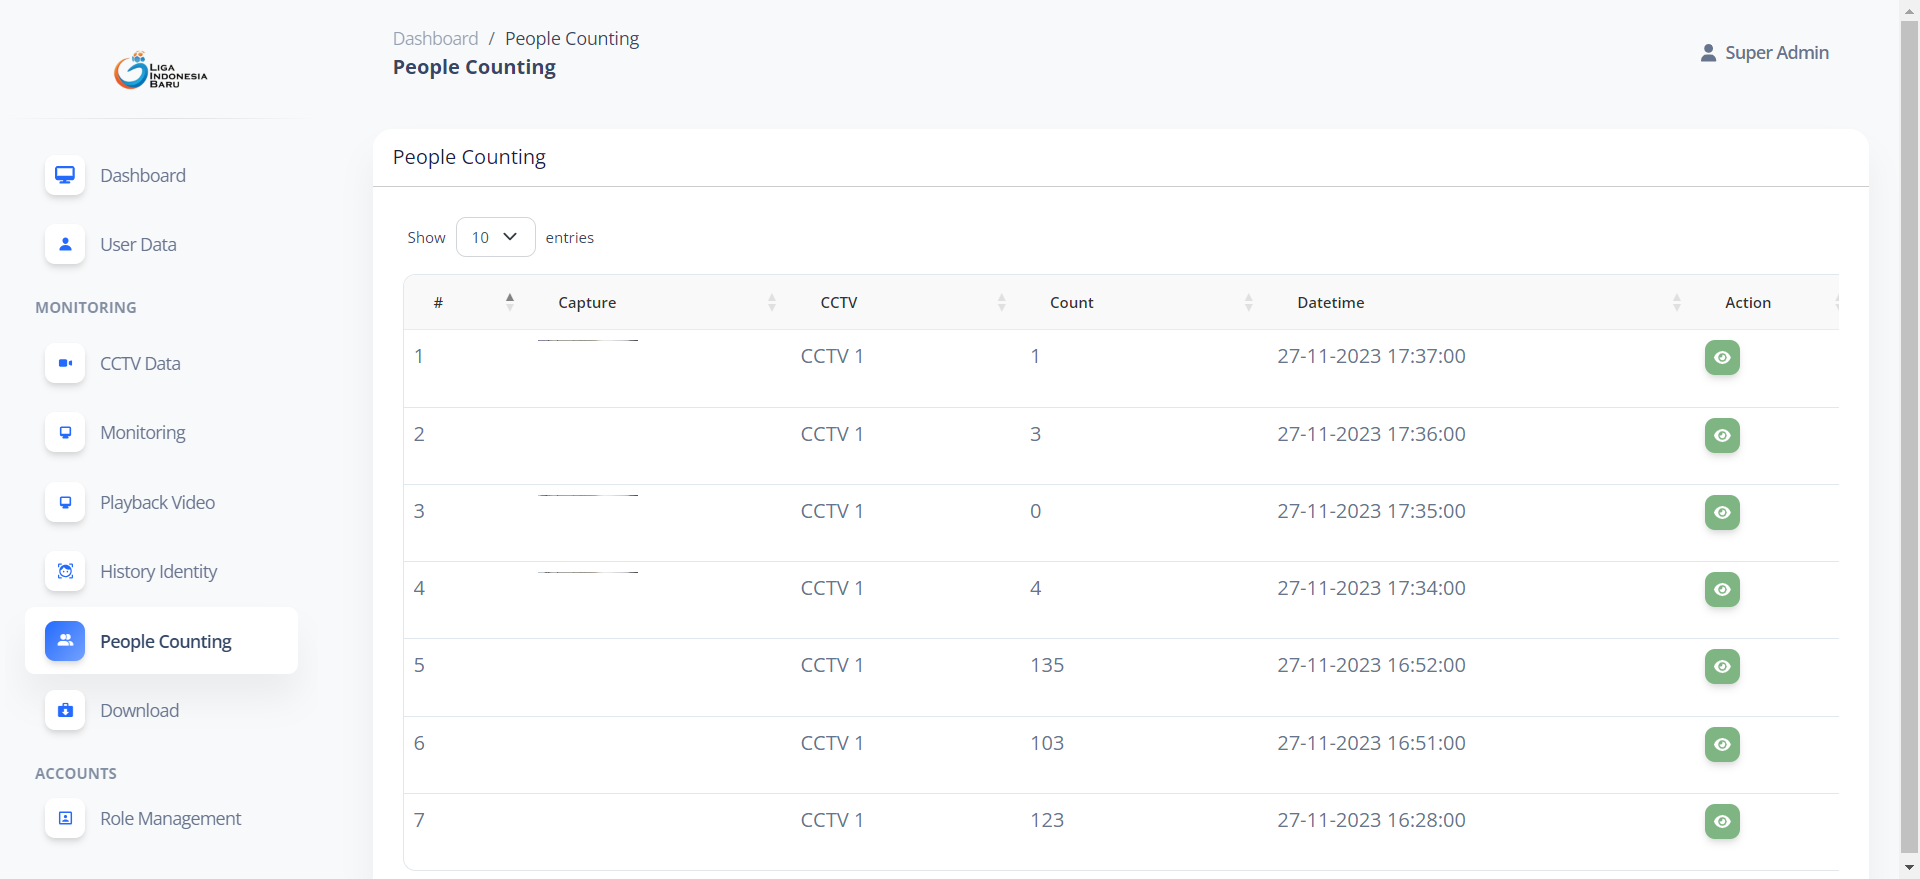 LIGA
INDONESIA
BARU
Dashboard / People Counting
People Counting
Super Admin
Dashboard
User Data
MONITORING
CCTV Data
Monitoring
Playback Video
History Identity
People Counting
Download
ACCOUNTS
Role Management
People Counting
Show 10 entries
# Capture CCTV Count Datetime Action
1 CCTV 1 1 27-11-2023 17:37:00
2 CCTV 1 3 27-11-2023 17:36:00
3 CCTV 1 0 27-11-2023 17:35:00
4 CCTV 1 4 27-11-2023 17:34:00
5 CCTV 1 135 27-11-2023 16:52:00
6 CCTV 1 103 27-11-2023 16:51:00
7 CCTV 1 123 27-11-2023 16:28:00